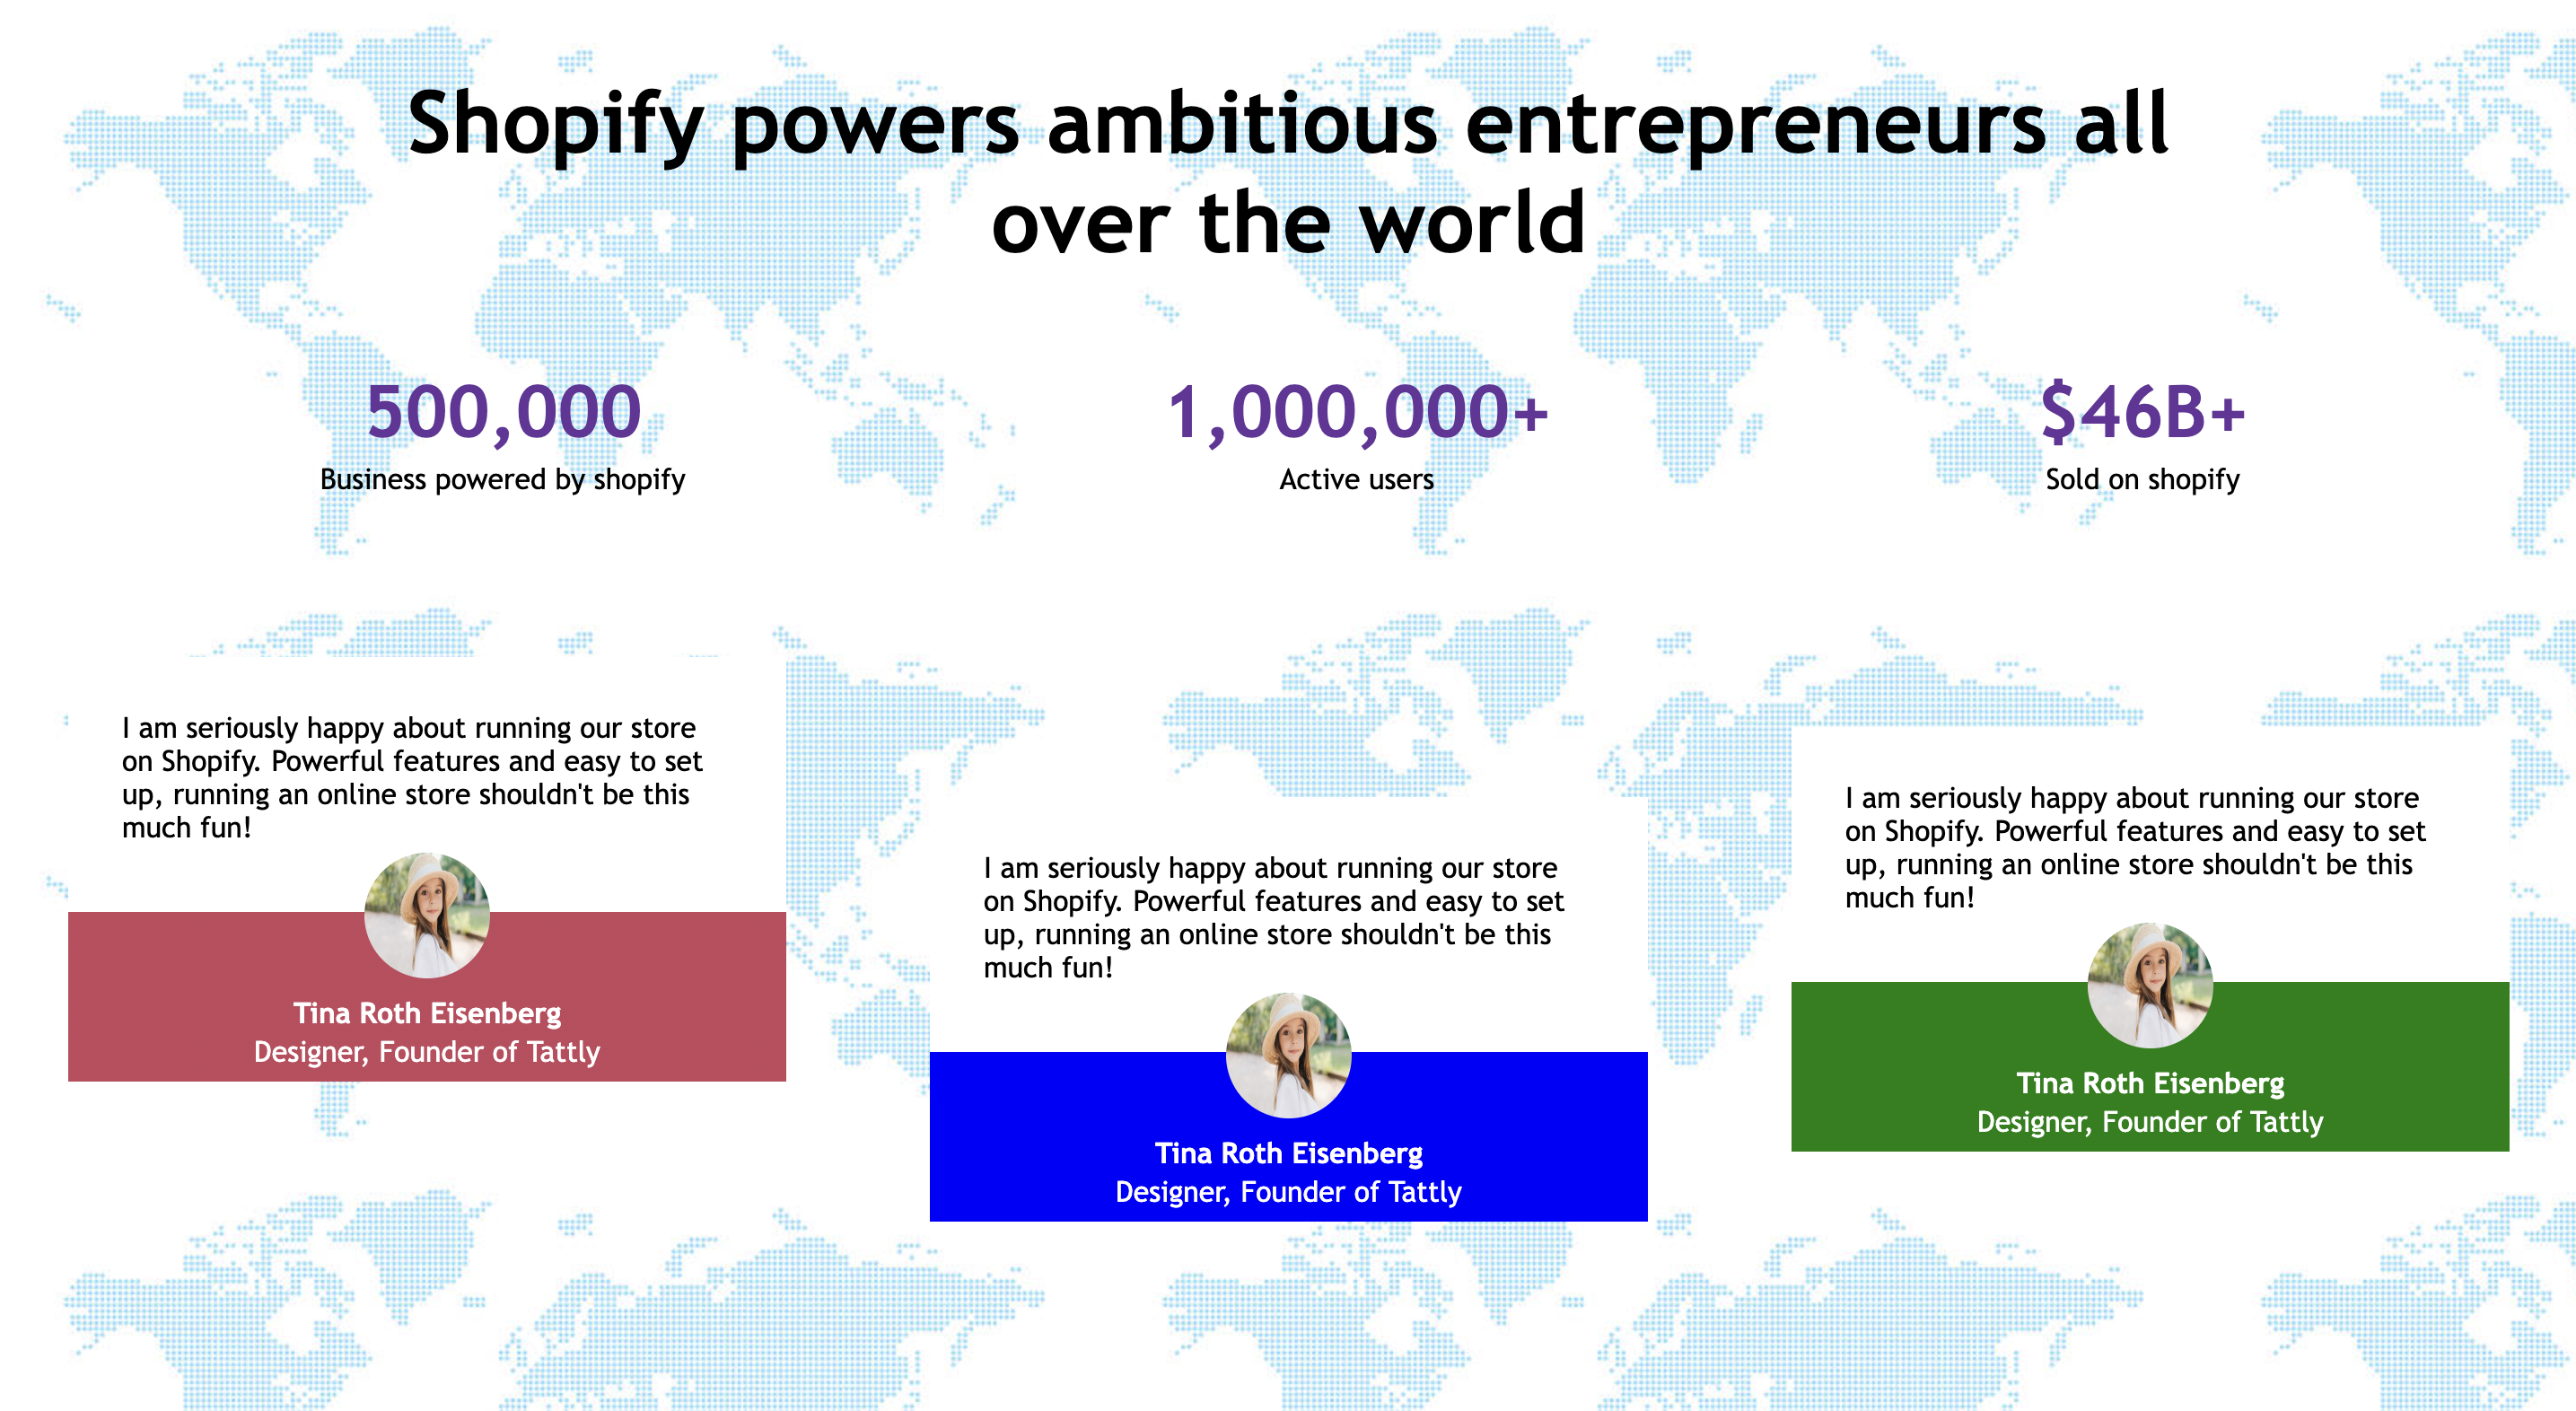 Shopify powers ambitious entrepreneurs all
over the world
500,000
Business powered by shopify
1,000,000+
Active users
$46B+
Sold on shopify
I am seriously happy about running our store
on Shopify. Powerful features and easy to set
up, running an online store shouldn't be this
much fun!
Tina Roth Eisenberg
Designer, Founder of Tattly
I am seriously happy about running our store
on Shopify. Powerful features and easy to set
up, running an online store shouldn't be this
much fun!
Tina Roth Eisenberg
Designer, Founder of Tattly
I am seriously happy about running our store
on Shopify. Powerful features and easy to set
up, running an online store shouldn't be this
much fun!
Tina Roth Eisenberg
Designer, Founder of Tattly